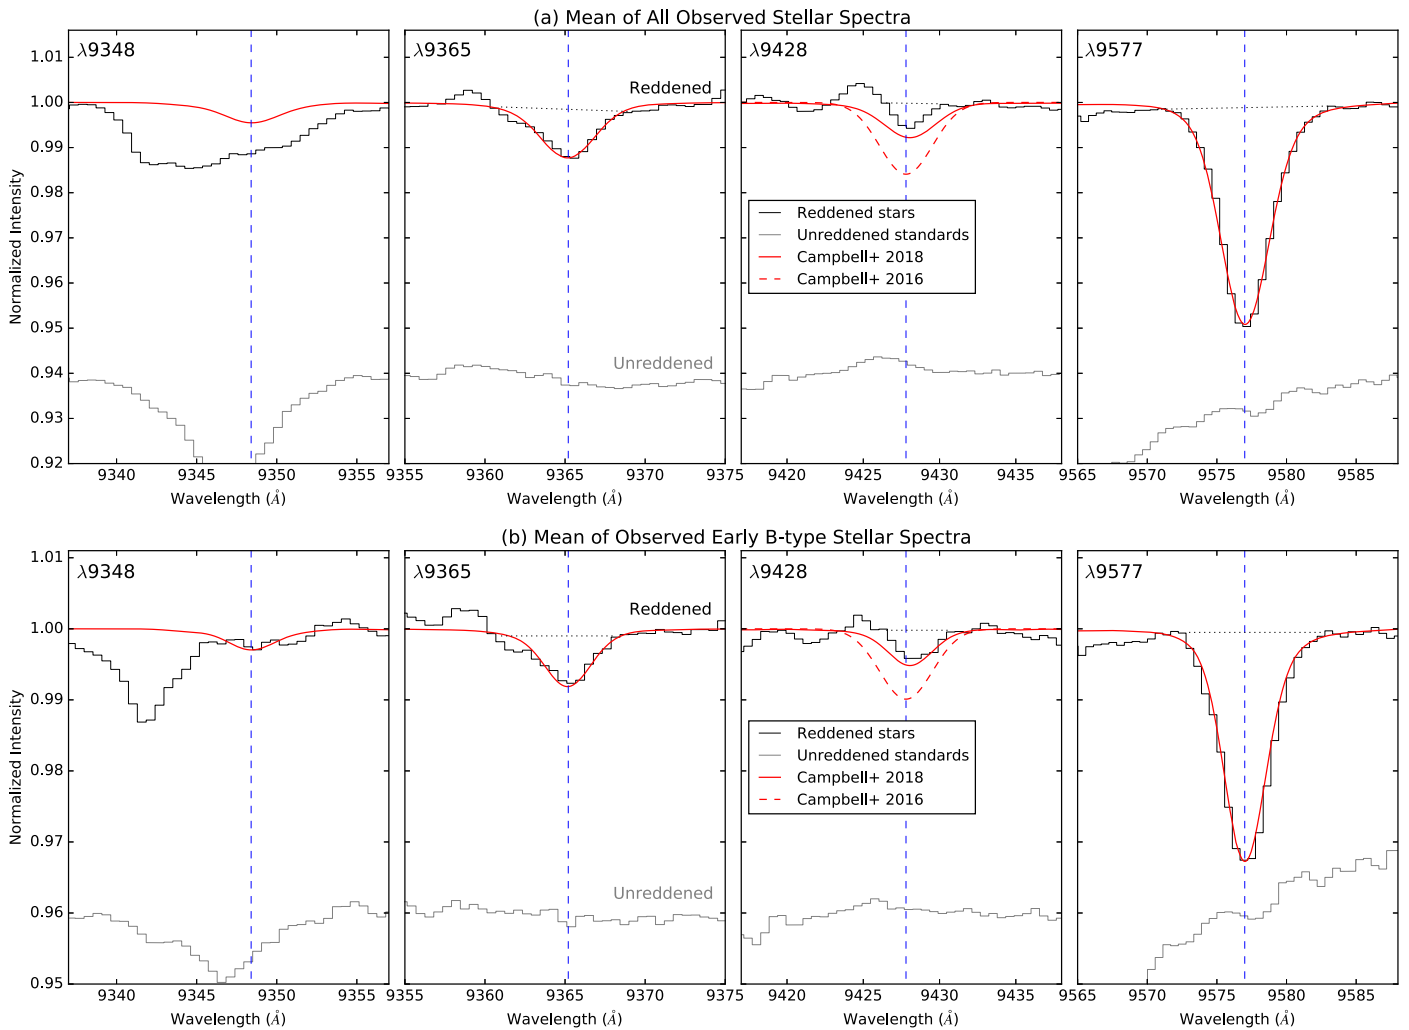 (a) Mean of All Observed Stellar Spectra
λ9348
λ9365
λ9428
λ9577
Reddened
Unreddened
Normalized Intensity
1.01
1.00
0.99
0.98
0.97
0.96
0.95
0.94
0.93
0.92
Reddened stars
Unreddened standards
Campbell+ 2018
Campbell+ 2016
9340 9345 9350 9355
9355 9360 9365 9370 9375
9420 9425 9430 9435
9565 9570 9575 9580 9585
Wavelength (Å)
Wavelength (Å)
Wavelength (Å)
Wavelength (Å)
(b) Mean of Observed Early B-type Stellar Spectra
λ9348
λ9365
λ9428
λ9577
Reddened
Unreddened
Normalized Intensity
1.01
1.00
0.99
0.98
0.97
0.96
0.95
Reddened stars
Unreddened standards
Campbell+ 2018
Campbell+ 2016
9340 9345 9350 9355
9355 9360 9365 9370 9375
9420 9425 9430 9435
9565 9570 9575 9580 9585
Wavelength (Å)
Wavelength (Å)
Wavelength (Å)
Wavelength (Å)